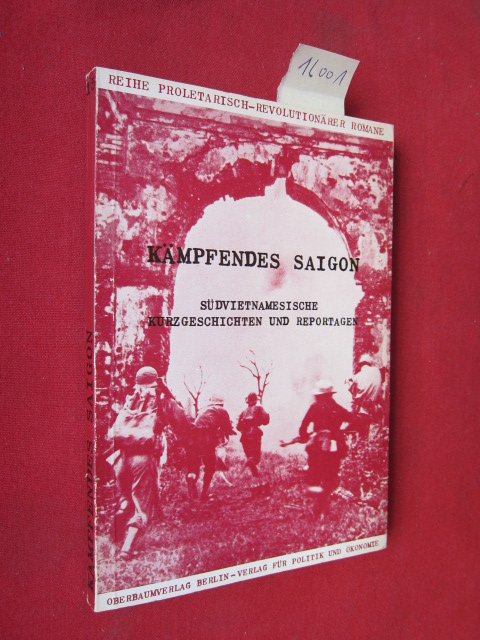 16001
REIHE PROLETARISCH-REVOLUTIONÄRER ROMANE
KÄMPFENDES SAIGON
SÜDVIETNAMESISCHE
KURZGESCHICHTEN UND REPORTAGEN
OBERBAUMVERLAG BERLIN-VERLAG FÜR POLITIK UND ÖKONOMIE
KÄMPFENDES SAIGON